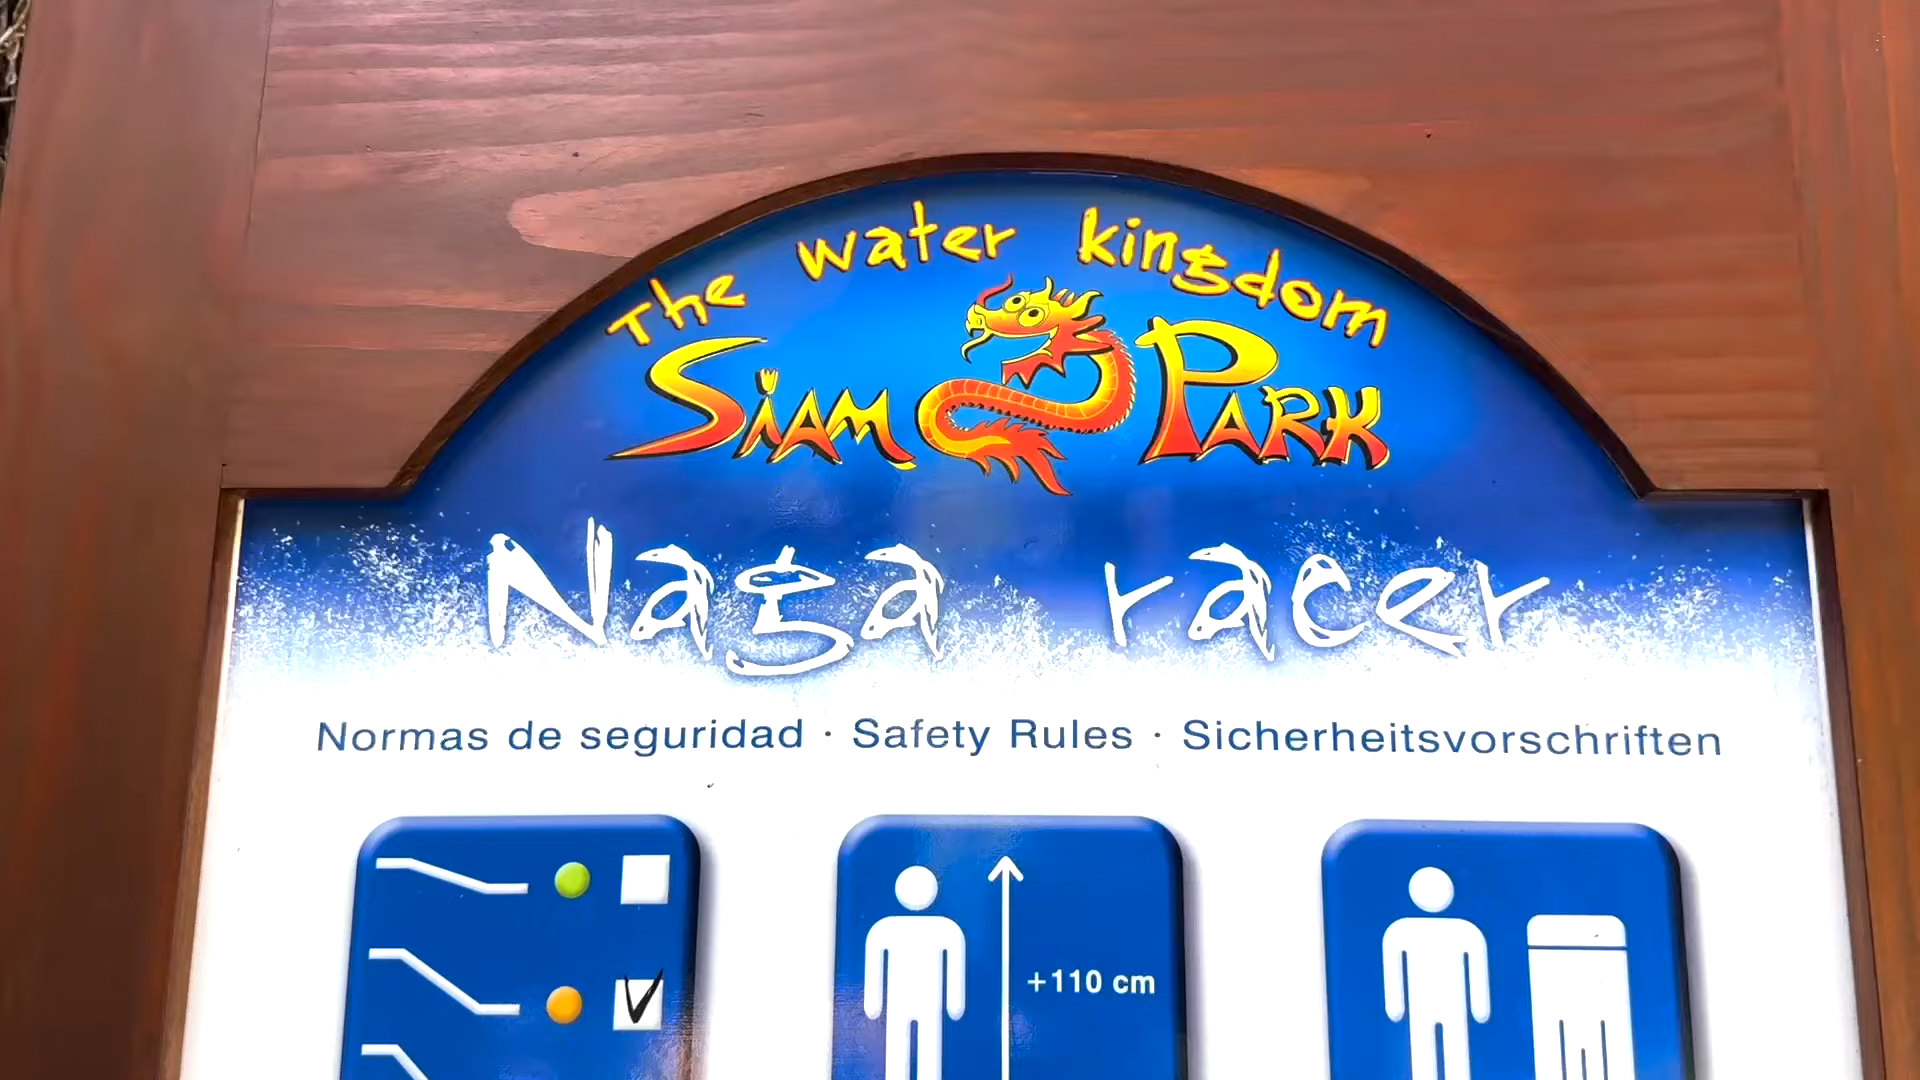 The water kingdom
SIAM PARK
Naga racer
Normas de seguridad · Safety Rules · Sicherheitsvorschriften
+110 cm